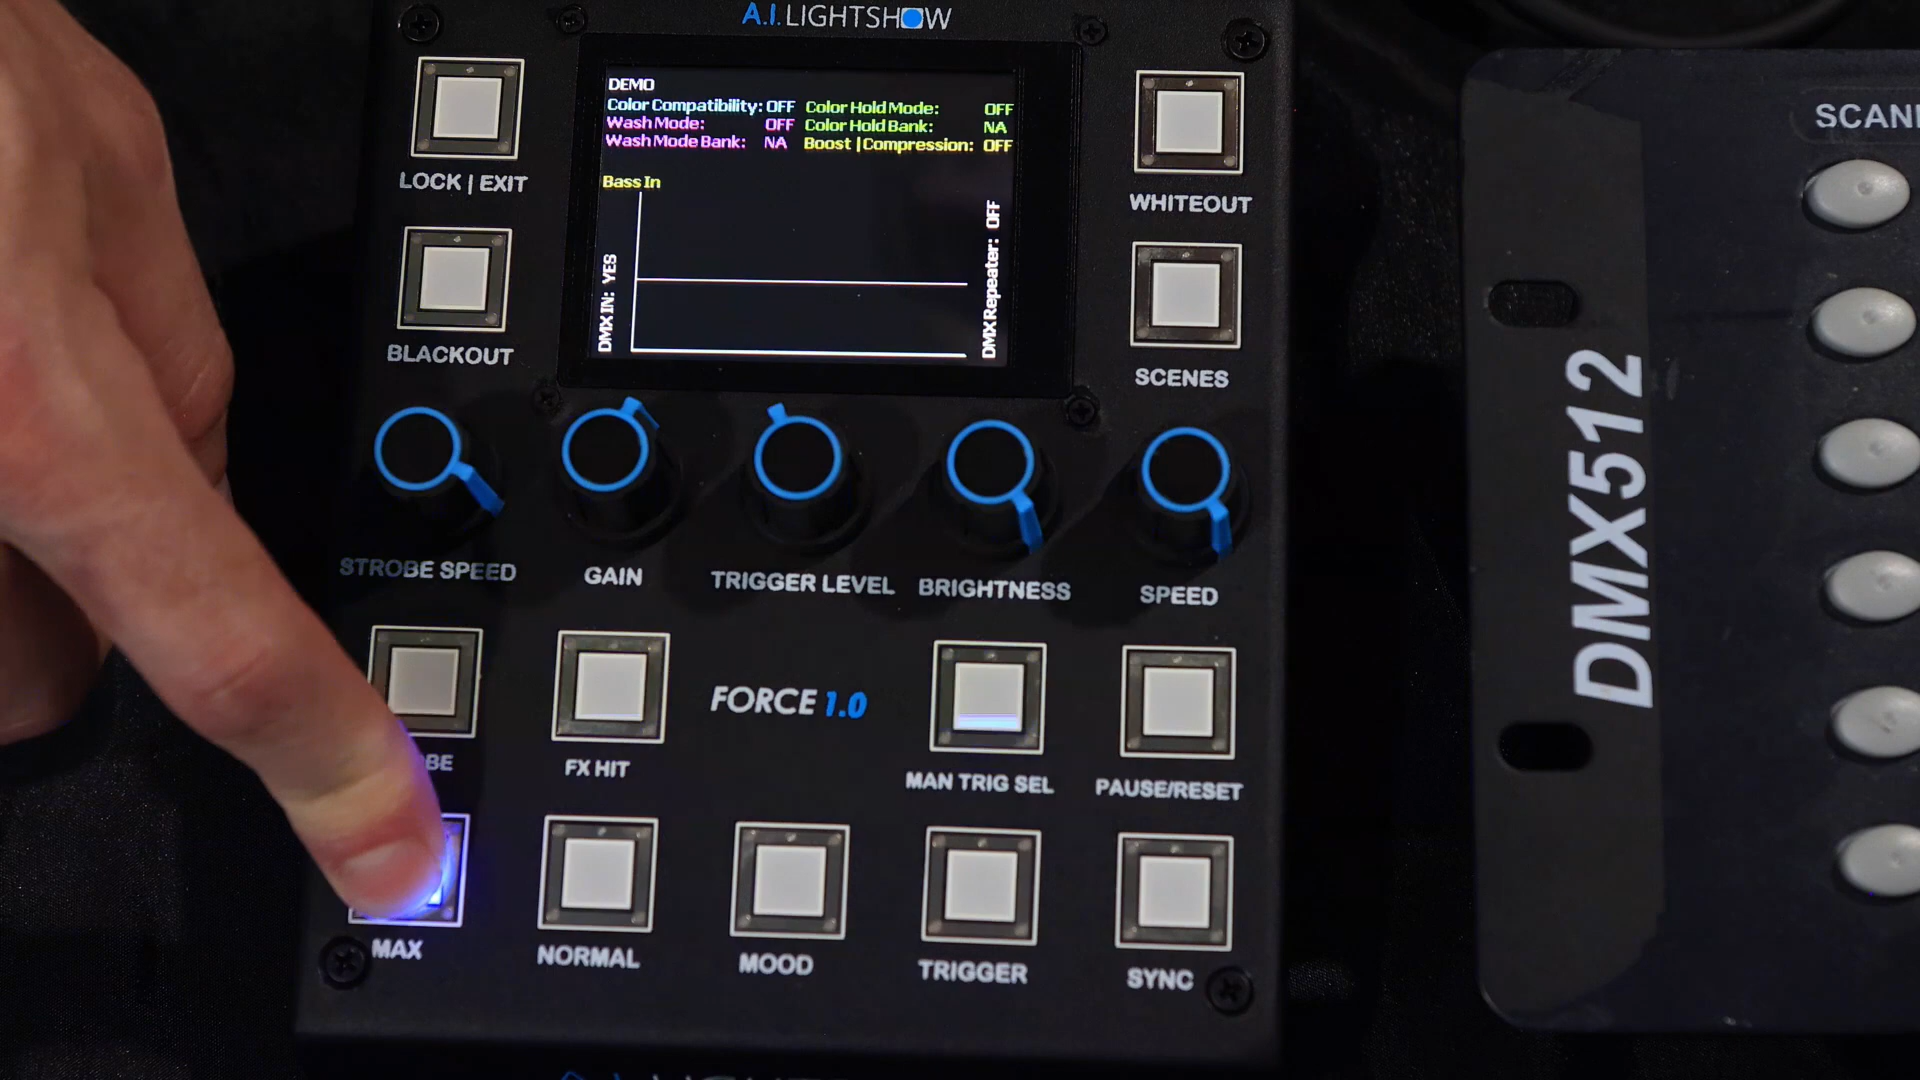 A.I. LIGHTSHOW
DEMO
Color Compatibility: OFF
Wash Mode: OFF
Wash Mode Bank: NA
Color Hold Mode: OFF
Color Hold Bank: NA
Boost | Compression: OFF
Bass In
DMX IN: YES
DMX Repeater: OFF
LOCK | EXIT
WHITEOUT
BLACKOUT
SCENES
STROBE SPEED
GAIN
TRIGGER LEVEL
BRIGHTNESS
SPEED
FORCE 1.0
BE
FX HIT
MAN TRIG SEL
PAUSE/RESET
MAX
NORMAL
MOOD
TRIGGER
SYNC
SCAN
DMX512